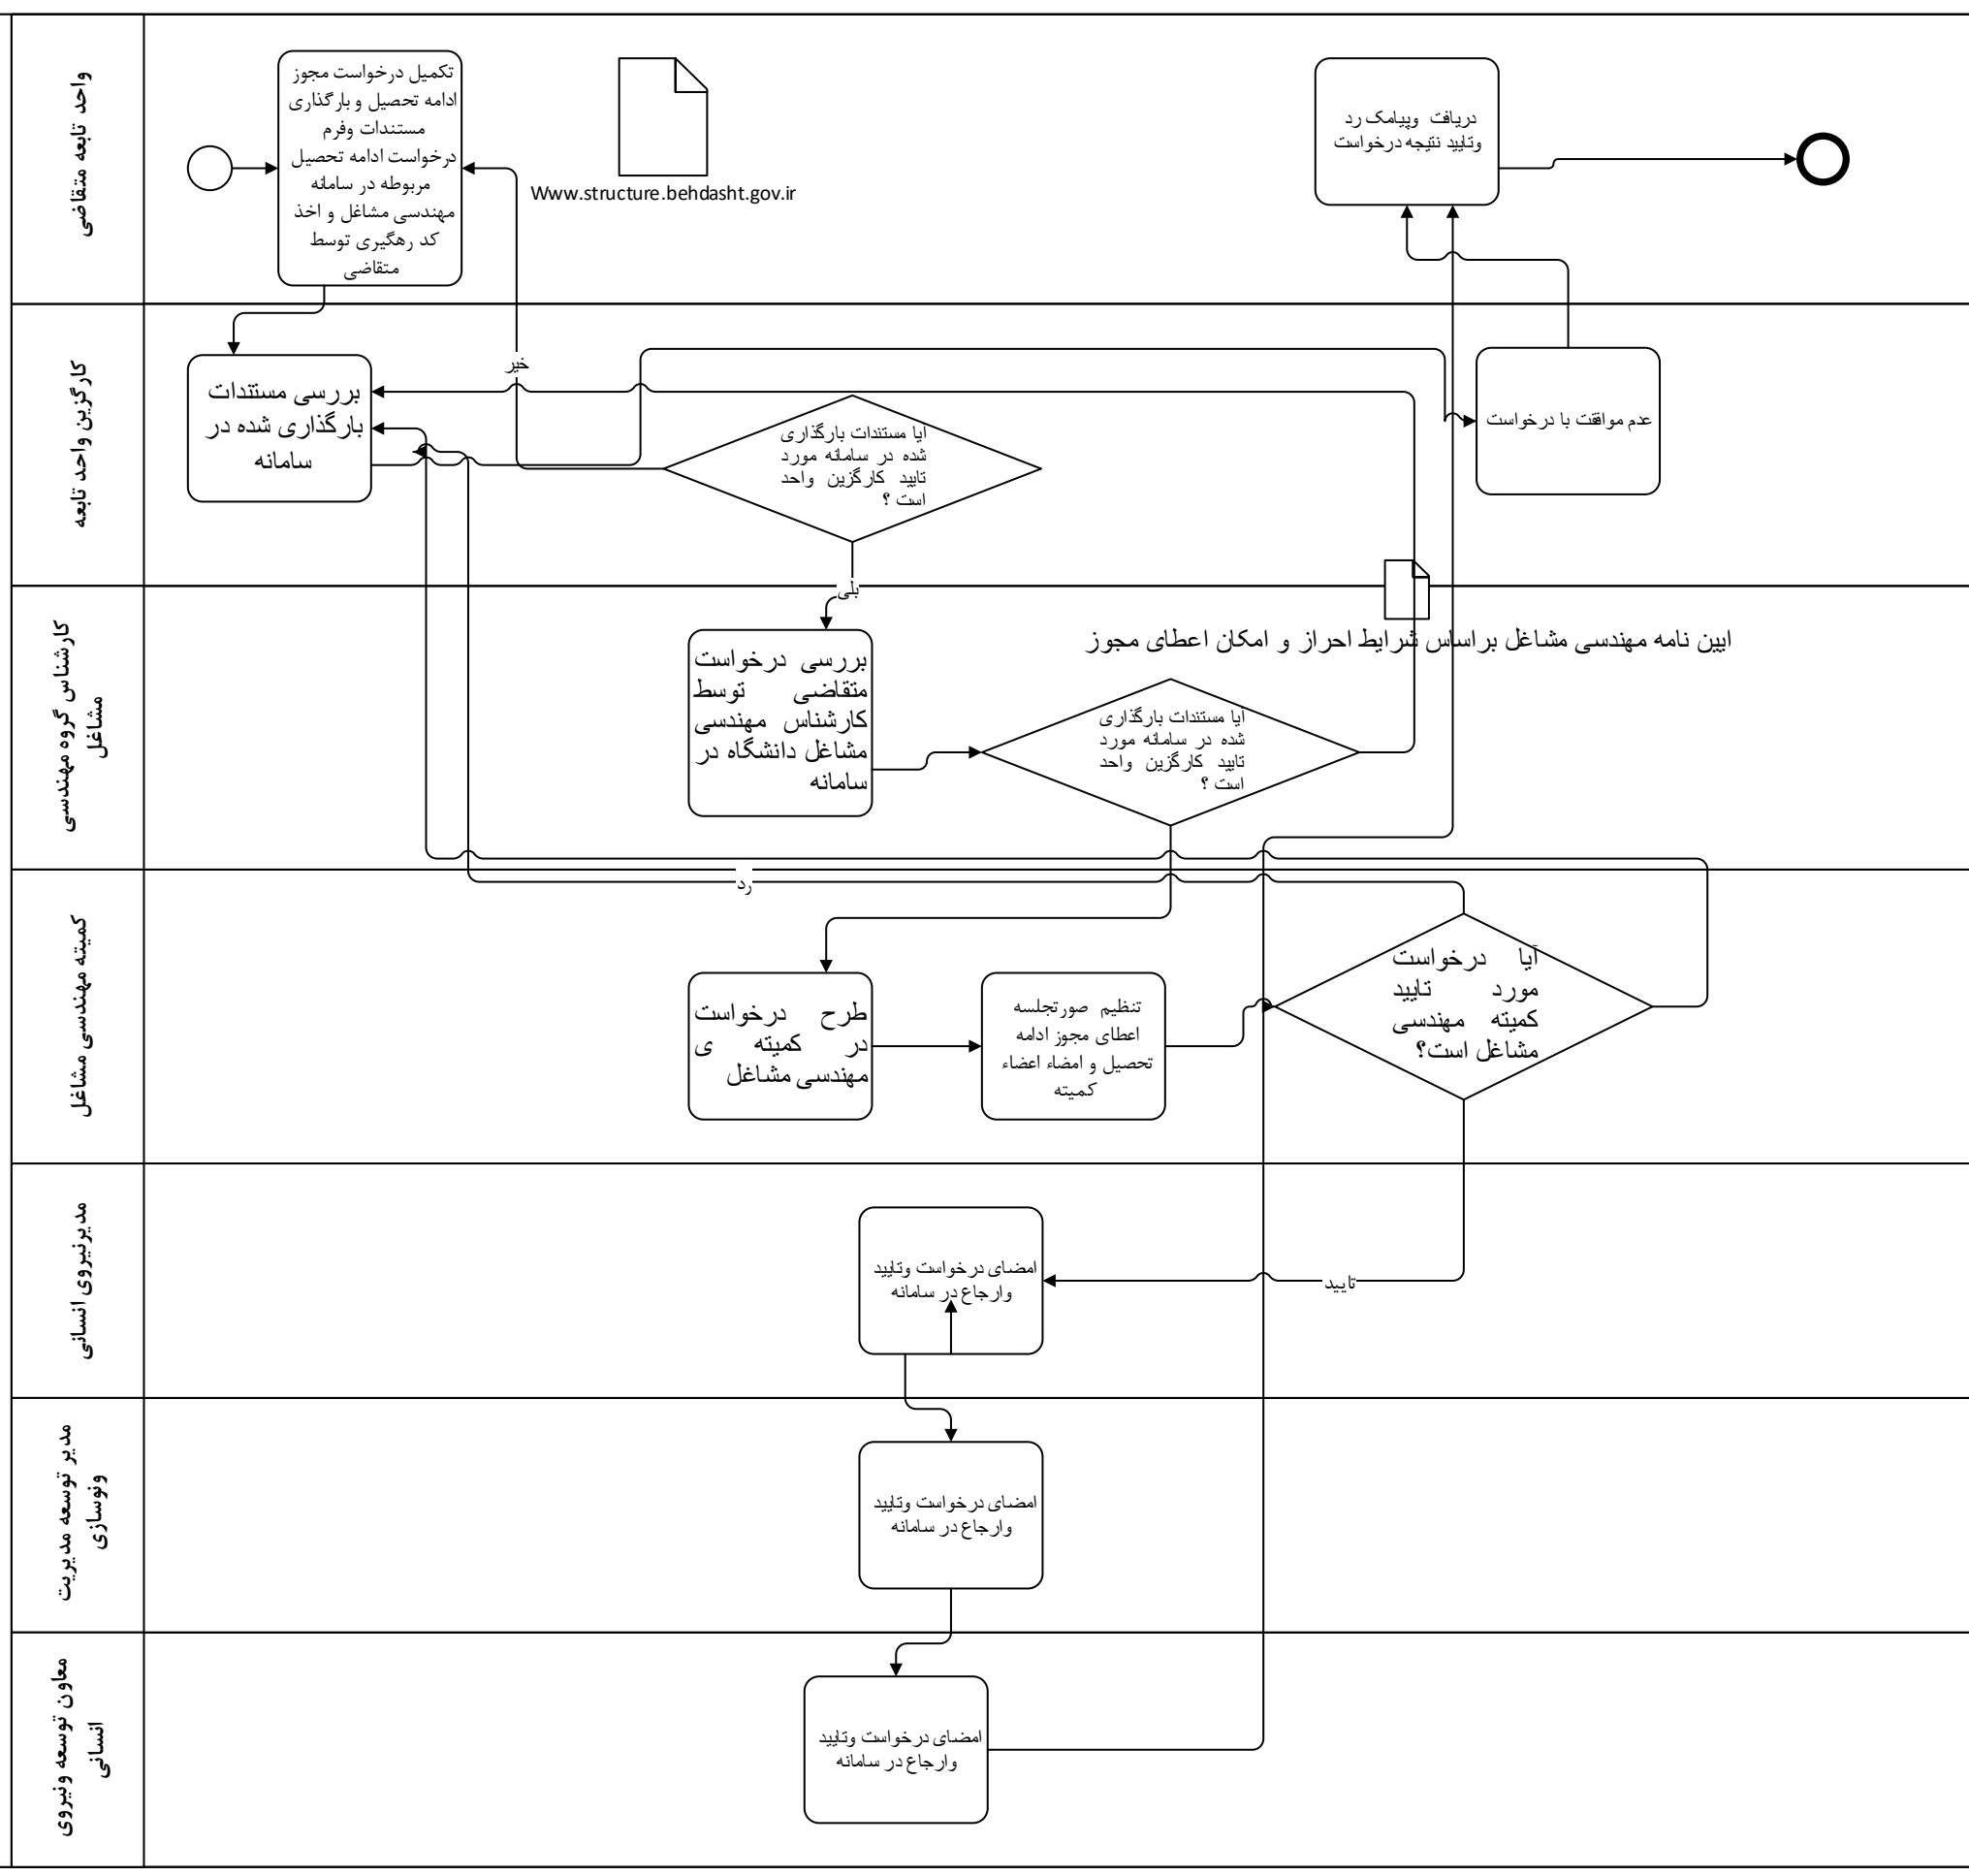 واحد تابعه متقاضی
تکمیل درخواست مجوز
ادامه تحصیل و بارگذاری
مستندات وفرم
درخواست ادامه تحصیل
مربوطه در سامانه
مهندسی مشاغل و اخذ
کد رهگیری توسط
متقاضی
Www.structure.behdasht.gov.ir
دریافت وپیامک رد
وتایید نتیجه درخواست
کارگزین واحد تابعه
بررسی مستندات
بارگذاری شده در
سامانه
خیر
ایا مستندات بارگذاری
شده در سامانه مورد
تایید کارگزین واحد
است ؟
عدم موافقت با درخواست
بلی
کارشناس گروه مهندسی
مشاغل
بررسی درخواست
متقاضی توسط
کارشناس مهندسی
مشاغل دانشگاه در
سامانه
ایین نامه مهندسی مشاغل براساس شرایط احراز و امکان اعطای مجوز
ایا مستندات بارگذاری
شده در سامانه مورد
تایید کارگزین واحد
است ؟
رد
کمیته مهندسی مشاغل
طرح درخواست
در کمیته ی
مهندسی مشاغل
تنظیم صورتجلسه
اعطای مجوز ادامه
تحصیل و امضاء اعضاء
کمیته
آیا درخواست
مورد تایید
کمیته مهندسی
مشاغل است؟
مدیرنیروی انسانی
امضای درخواست وتایید
وارجاع در سامانه
تایید
مدیر توسعه مدیریت
ونوسازی
امضای درخواست وتایید
وارجاع در سامانه
معاون توسعه ونیروی
انسانی
امضای درخواست وتایید
وارجاع در سامانه